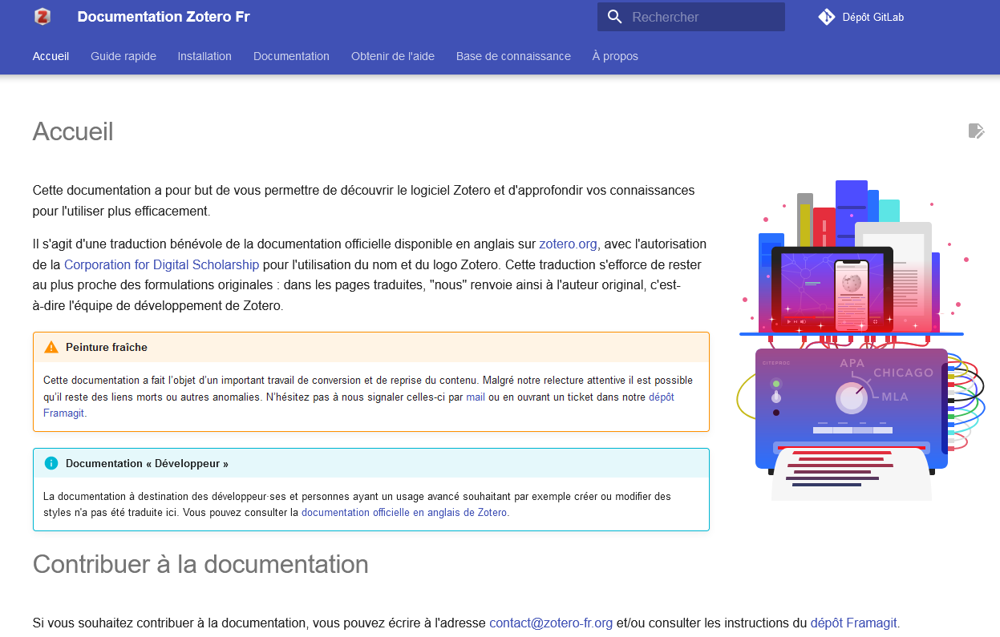 Documentation Zotero Fr
Rechercher
Dépôt GitLab
Accueil Guide rapide Installation Documentation Obtenir de l'aide Base de connaissance À propos
Accueil
Cette documentation a pour but de vous permettre de découvrir le logiciel Zotero et d'approfondir vos connaissances
pour l'utiliser plus efficacement.
Il s'agit d'une traduction bénévole de la documentation officielle disponible en anglais sur zotero.org, avec l'autorisation
de la Corporation for Digital Scholarship pour l'utilisation du nom et du logo Zotero. Cette traduction s'efforce de rester
au plus proche des formulations originales : dans les pages traduites, "nous" renvoie ainsi à l'auteur original, c'est-
à-dire l'équipe de développement de Zotero.
Peinture fraîche
Cette documentation a fait l’objet d’un important travail de conversion et de reprise du contenu. Malgré notre relecture attentive il est possible
qu’il reste des liens morts ou autres anomalies. N’hésitez pas à nous signaler celles-ci par mail ou en ouvrant un ticket dans notre dépôt
Framagit.
Documentation « Développeur »
La documentation à destination des développeur·ses et personnes ayant un usage avancé souhaitant par exemple créer ou modifier des
styles n'a pas été traduite ici. Vous pouvez consulter la documentation officielle en anglais de Zotero.
CITEPROC
APA
CHICAGO
MLA
Contribuer à la documentation
Si vous souhaitez contribuer à la documentation, vous pouvez écrire à l'adresse contact@zotero-fr.org et/ou consulter les instructions du dépôt Framagit.